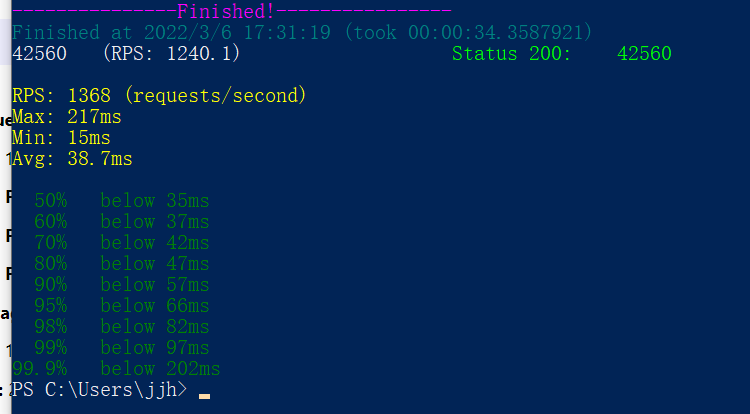 ---------------Finished!----------------
Finished at 2022/3/6 17:31:19 (took 00:00:34.3587921)
42560 (RPS: 1240.1) Status 200: 42560
RPS: 1368 (requests/second)
Max: 217ms
Min: 15ms
Avg: 38.7ms
50% below 35ms
60% below 37ms
70% below 42ms
80% below 47ms
90% below 57ms
95% below 66ms
98% below 82ms
99% below 97ms
99.9% below 202ms
PS C:\Users\jjh>